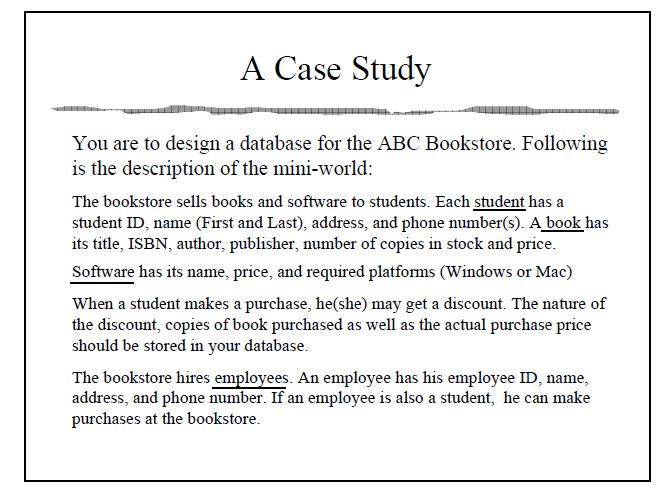 A Case Study
You are to design a database for the ABC Bookstore. Following
is the description of the mini-world:
The bookstore sells books and software to students. Each student has a
student ID, name (First and Last), address, and phone number(s). A book has
its title, ISBN, author, publisher, number of copies in stock and price.
Software has its name, price, and required platforms (Windows or Mac)
When a student makes a purchase, he(she) may get a discount. The nature of
the discount, copies of book purchased as well as the actual purchase price
should be stored in your database.
The bookstore hires employees. An employee has his employee ID, name,
address, and phone number. If an employee is also a student,  he can make
purchases at the bookstore.